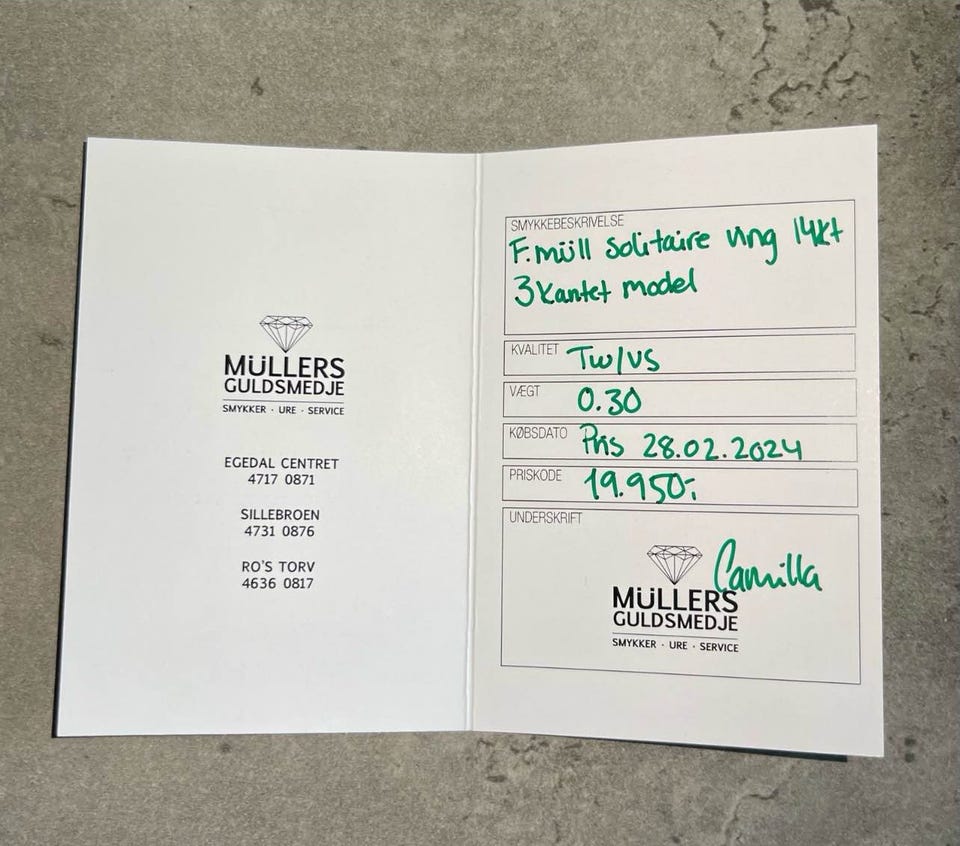 MÜLLERS
GULDSMEDJE
SMYKKER · URE · SERVICE
EGEDAL CENTRET
4717 0871
SILLEBROEN
4731 0876
RO'S TORV
4636 0817
SMYKKEBESKRIVELSE
F.müll Solitaire ring 14kt
3kantet model
KVALITET TW/VS
VÆGT 0.30
KØBSDATO Pris 28.02.2024
PRISKODE 19.950,-
UNDERSKRIFT
Camilla
MÜLLERS
GULDSMEDJE
SMYKKER · URE · SERVICE